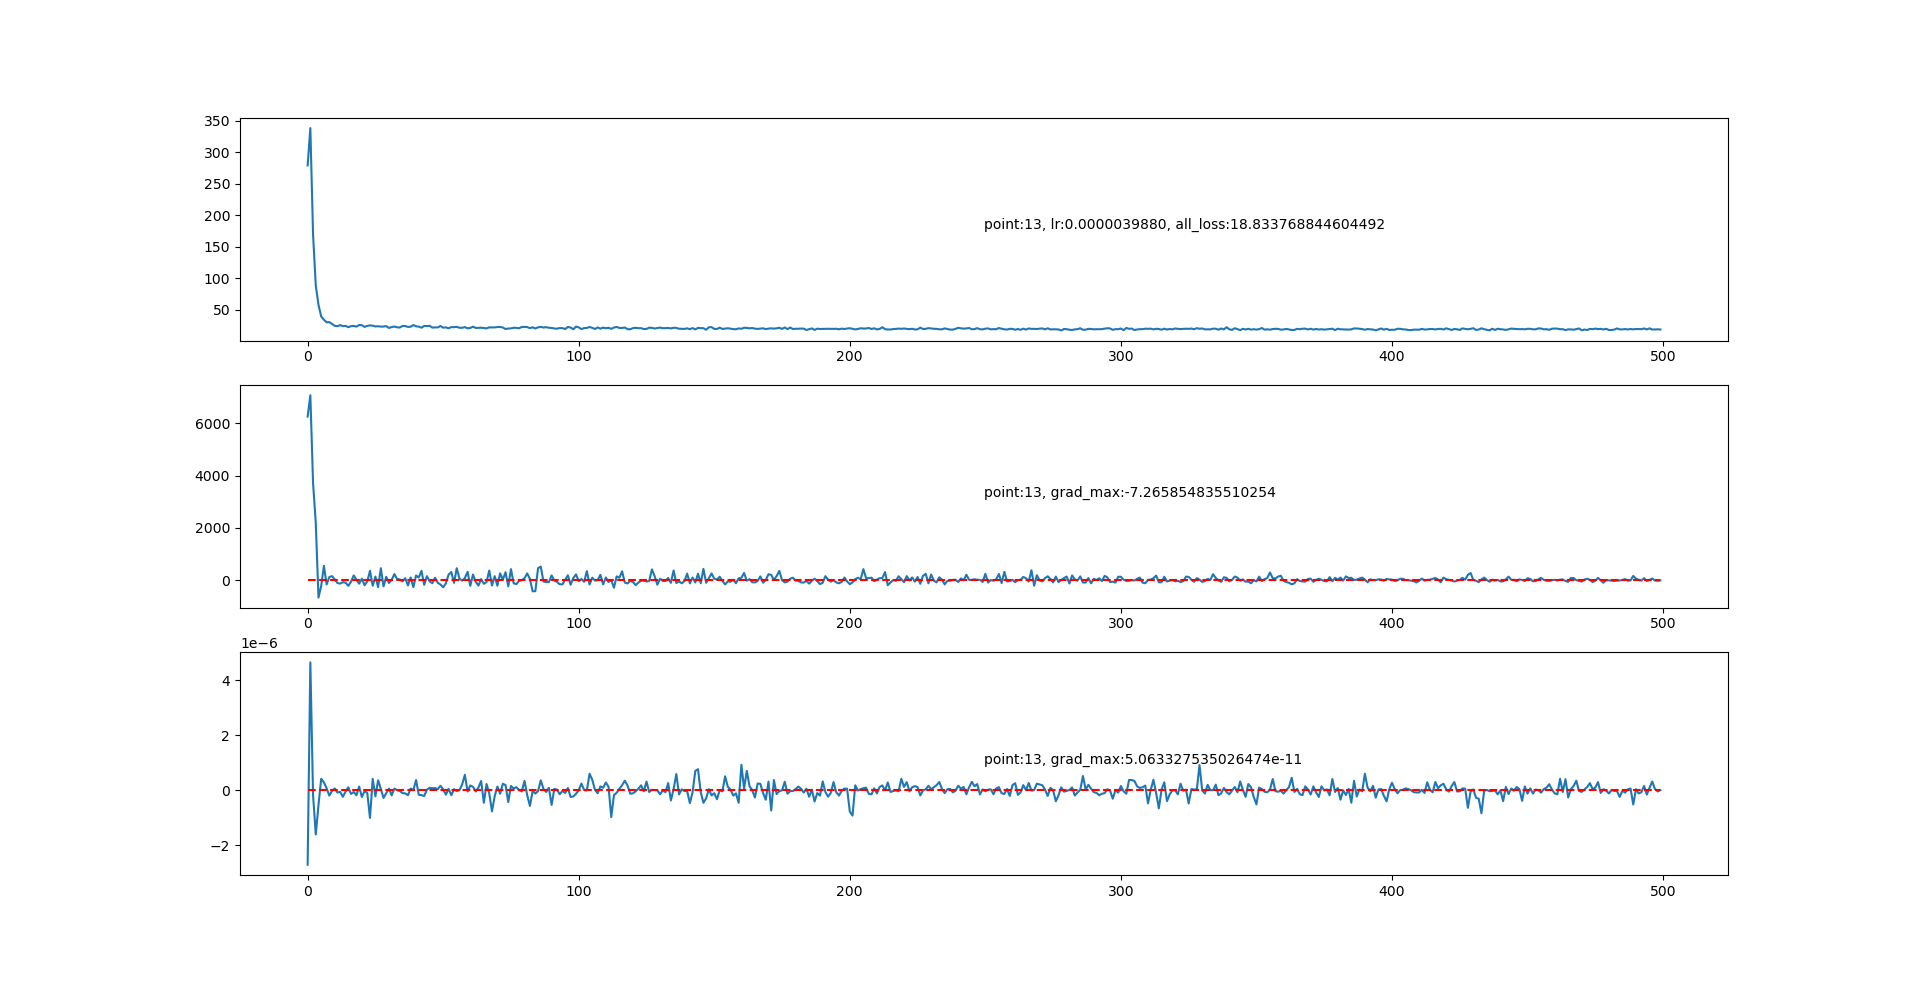 350
300
250
200
150
100
50
point:13, lr:0.0000039880, all_loss:18.833768844604492
0 100 200 300 400 500
6000
4000
2000
0
point:13, grad_max:-7.265854835510254
0 100 200 300 400 500
1e−6
4
2
0
−2
point:13, grad_max:5.063327535026474e-11
0 100 200 300 400 500